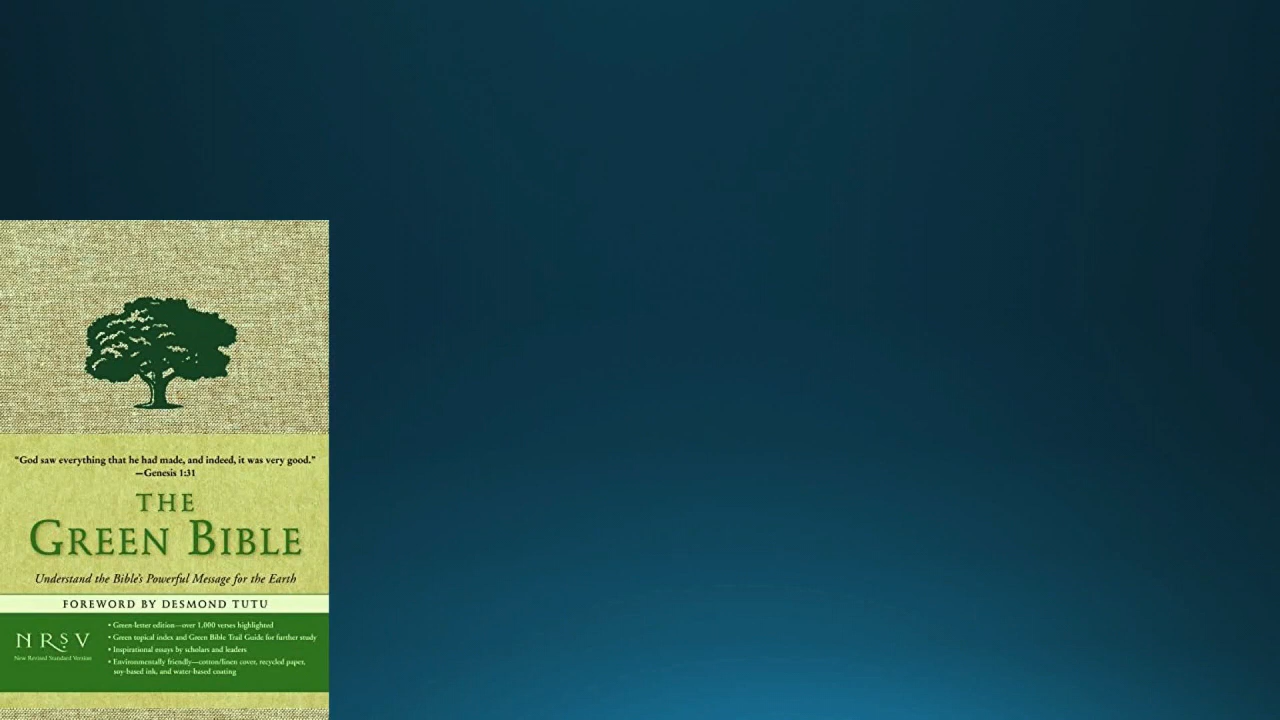 “God saw everything that he had made, and indeed, it was very good.”
—Genesis 1:31
THE
GREEN BIBLE
Understand the Bible's Powerful Message for the Earth
FOREWORD BY DESMOND TUTU
NRSV
New Revised Standard Version
• Green-letter edition—over 1,000 verses highlighted
• Green topical index and Green Bible Trail Guide for further study
• Inspirational essays by scholars and leaders
• Environmentally friendly—cotton/linen cover, recycled paper,
soy-based ink, and water-based coating